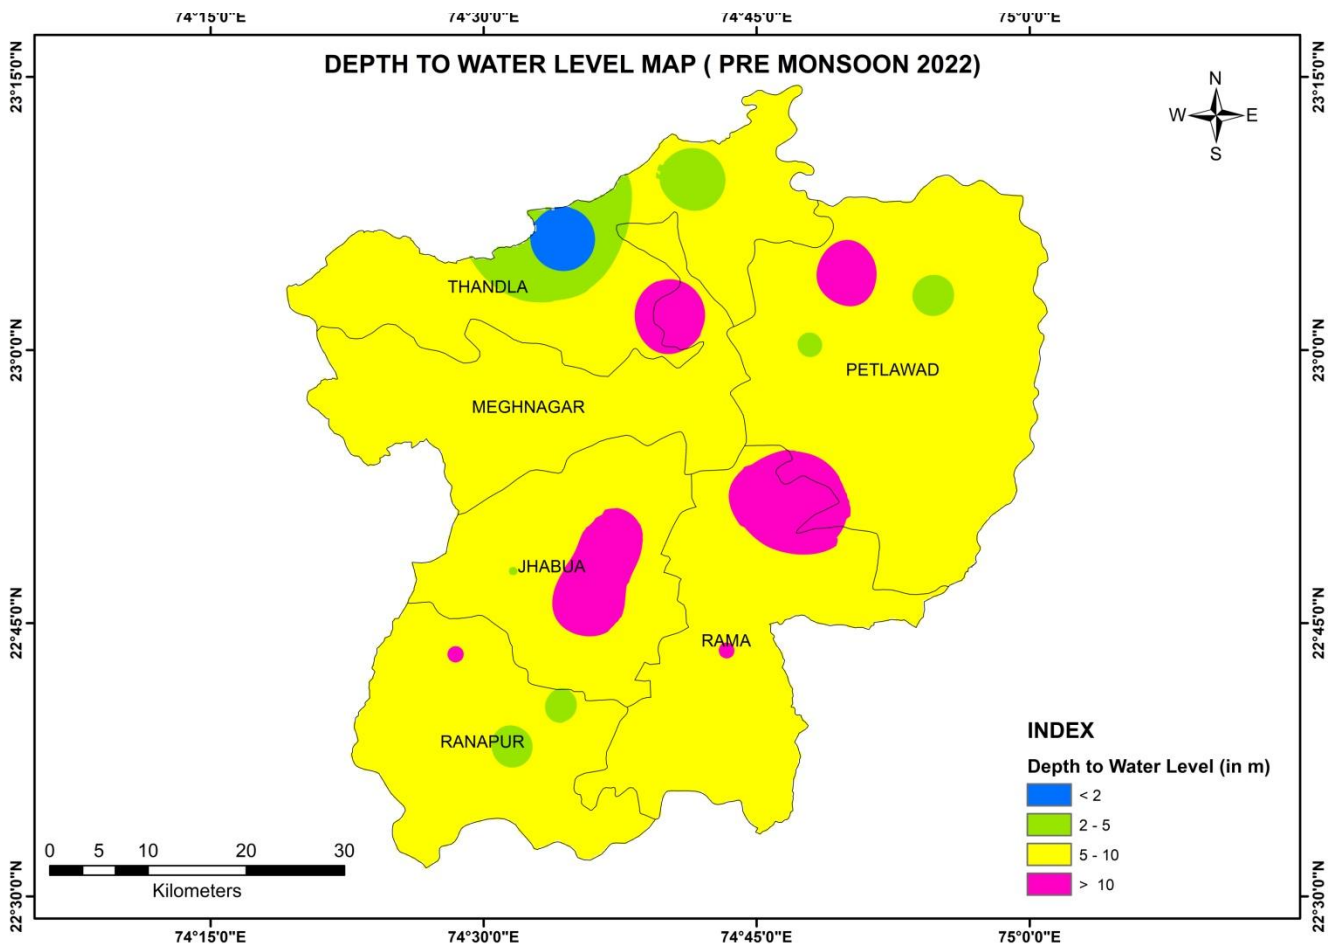 74°15'0"E 74°30'0"E 74°45'0"E 75°0'0"E
DEPTH TO WATER LEVEL MAP ( PRE MONSOON 2022)
23°15'0"N 23°15'0"N
N
W E
S
THANDLA
23°0'0"N 23°0'0"N
PETLAWAD
MEGHNAGAR
JHABUA
22°45'0"N 22°45'0"N
RAMA
RANAPUR
INDEX
Depth to Water Level (in m)
< 2
2 - 5
5 - 10
> 10
0 5 10 20 30
Kilometers
22°30'0"N 22°30'0"N
74°15'0"E 74°30'0"E 74°45'0"E 75°0'0"E